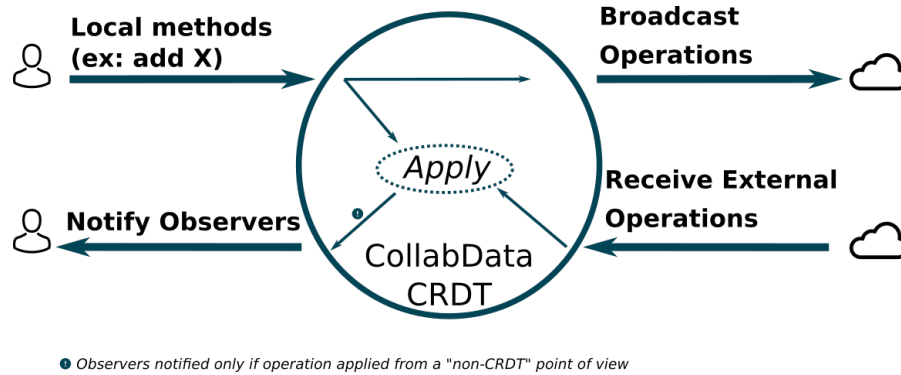 Local methods
(ex: add X)
Broadcast
Operations
Apply
Notify Observers
Receive External
Operations
CollabData
CRDT
! Observers notified only if operation applied from a "non-CRDT" point of view